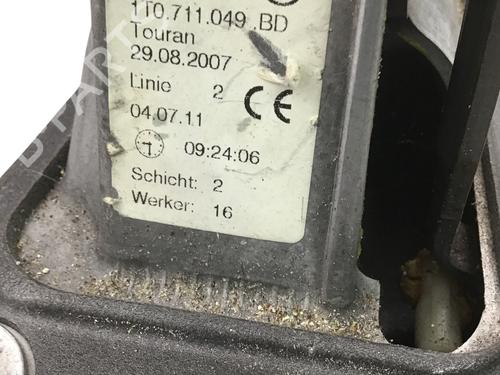 1T0.711.049 BD
Touran
29.08.2007
Linie 2
CE
04.07.11
09:24:06
Schicht: 2
Werker: 16